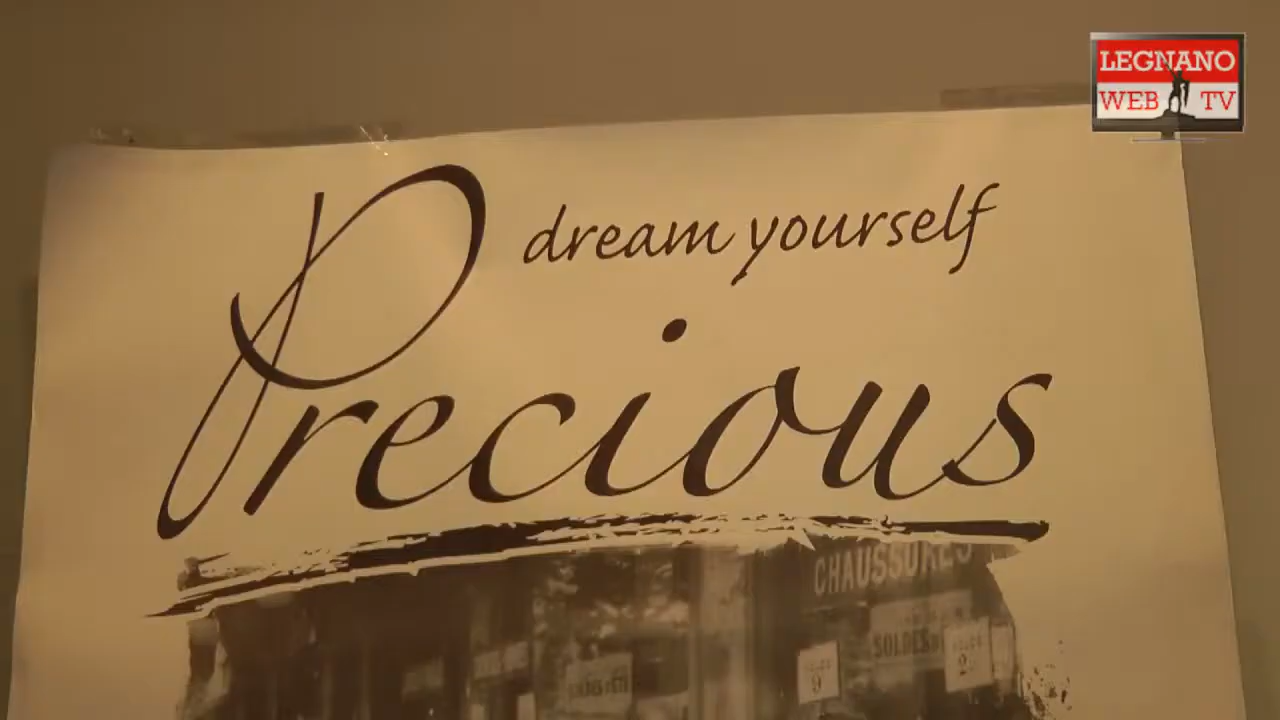 LEGNANO
WEB TV
dream yourself
Precious
CHAUSSURES
SOLDES